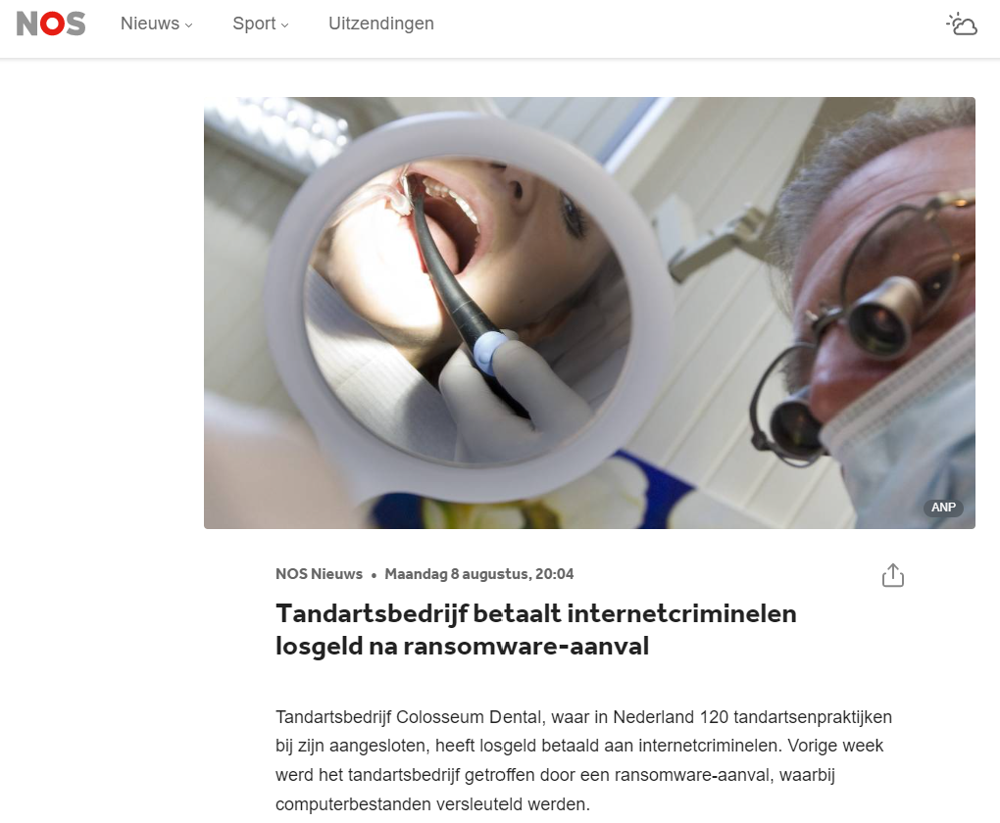 NOS Nieuws Sport Uitzendingen
ANP
NOS Nieuws • Maandag 8 augustus, 20:04
Tandartsbedrijf betaalt internetcriminelen
losgeld na ransomware-aanval
Tandartsbedrijf Colosseum Dental, waar in Nederland 120 tandartsenpraktijken
bij zijn aangesloten, heeft losgeld betaald aan internetcriminelen. Vorige week
werd het tandartsbedrijf getroffen door een ransomware-aanval, waarbij
computerbestanden versleuteld werden.